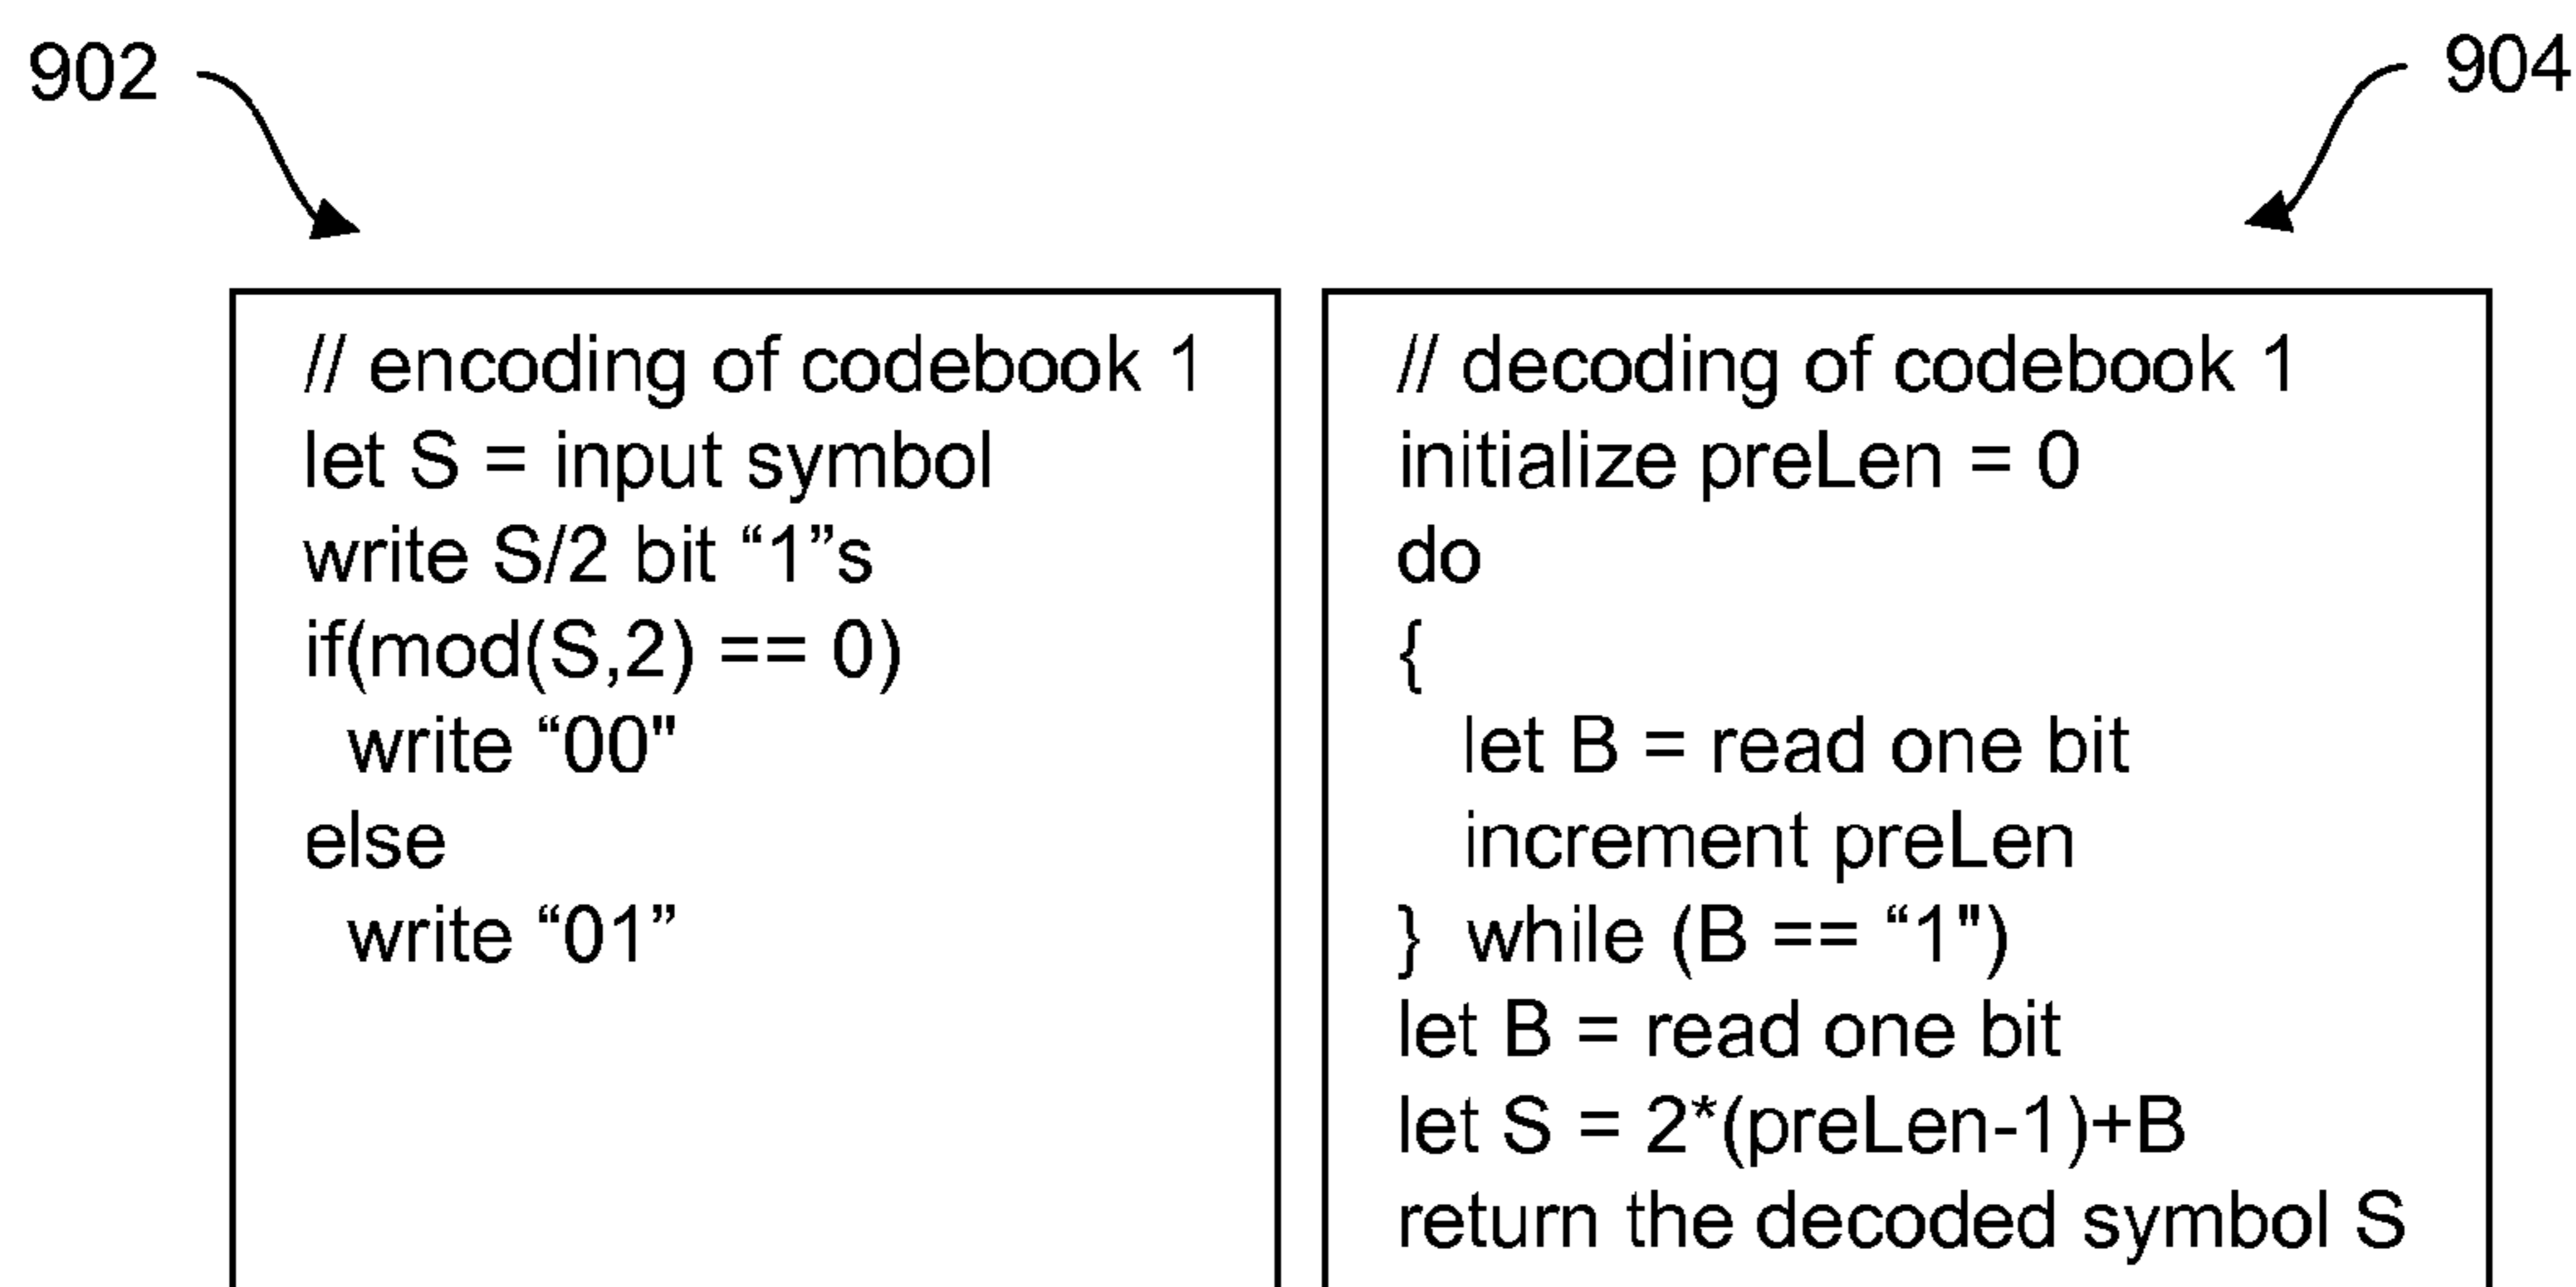 902
904
// encoding of codebook 1
let S = input symbol
write S/2 bit “1”s
if(mod(S,2) == 0)
write “00"
else
write “01”
// decoding of codebook 1
initialize preLen = 0
do
{
let B = read one bit
increment preLen
} while (B == “1")
let B = read one bit
let S = 2*(preLen-1)+B
return the decoded symbol S